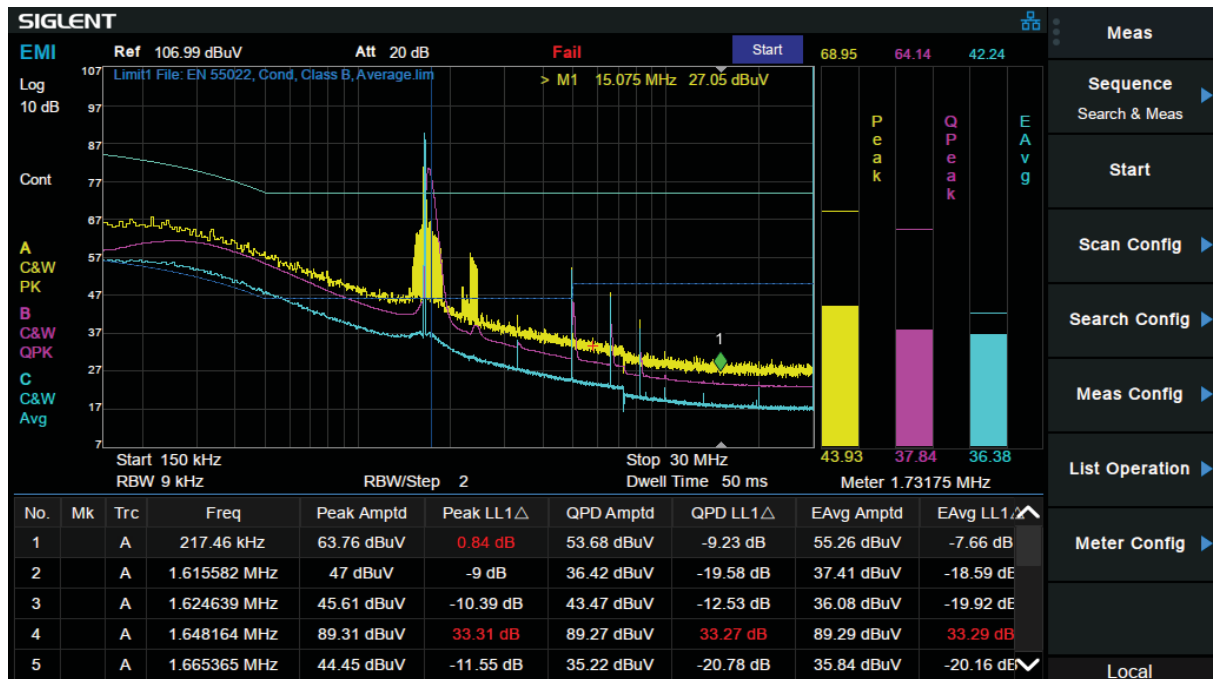 SIGLENT
EMI
Ref 106.99 dBuV Att 20 dB Fail Start
68.95 64.14 42.24
Limit1 File: EN 55022, Cond, Class B,Average.lim
> M1 15.075 MHz 27.05 dBuV
Log
10 dB
Cont
A
C&W
PK
B
C&W
QPK
C
C&W
Avg
107
97
87
77
67
57
47
37
27
17
7
1
Peak
QPeak
EAvg
43.93 37.84 36.38
Start 150 kHz Stop 30 MHz
RBW 9 kHz RBW/Step 2 Dwell Time 50 ms Meter 1.73175 MHz
No. Mk Trc Freq Peak Amptd Peak LL1△ QPD Amptd QPD LL1△ EAvg Amptd EAvg LL1△
1 A 217.46 kHz 63.76 dBuV 0.84 dB 53.68 dBuV -9.23 dB 55.26 dBuV -7.66 dB
2 A 1.615582 MHz 47 dBuV -9 dB 36.42 dBuV -19.58 dB 37.41 dBuV -18.59 dB
3 A 1.624639 MHz 45.61 dBuV -10.39 dB 43.47 dBuV -12.53 dB 36.08 dBuV -19.92 dB
4 A 1.648164 MHz 89.31 dBuV 33.31 dB 89.27 dBuV 33.27 dB 89.29 dBuV 33.29 dB
5 A 1.665365 MHz 44.45 dBuV -11.55 dB 35.22 dBuV -20.78 dB 35.84 dBuV -20.16 dB
Meas
Sequence
Search & Meas
Start
Scan Config
Search Config
Meas Config
List Operation
Meter Config
Local